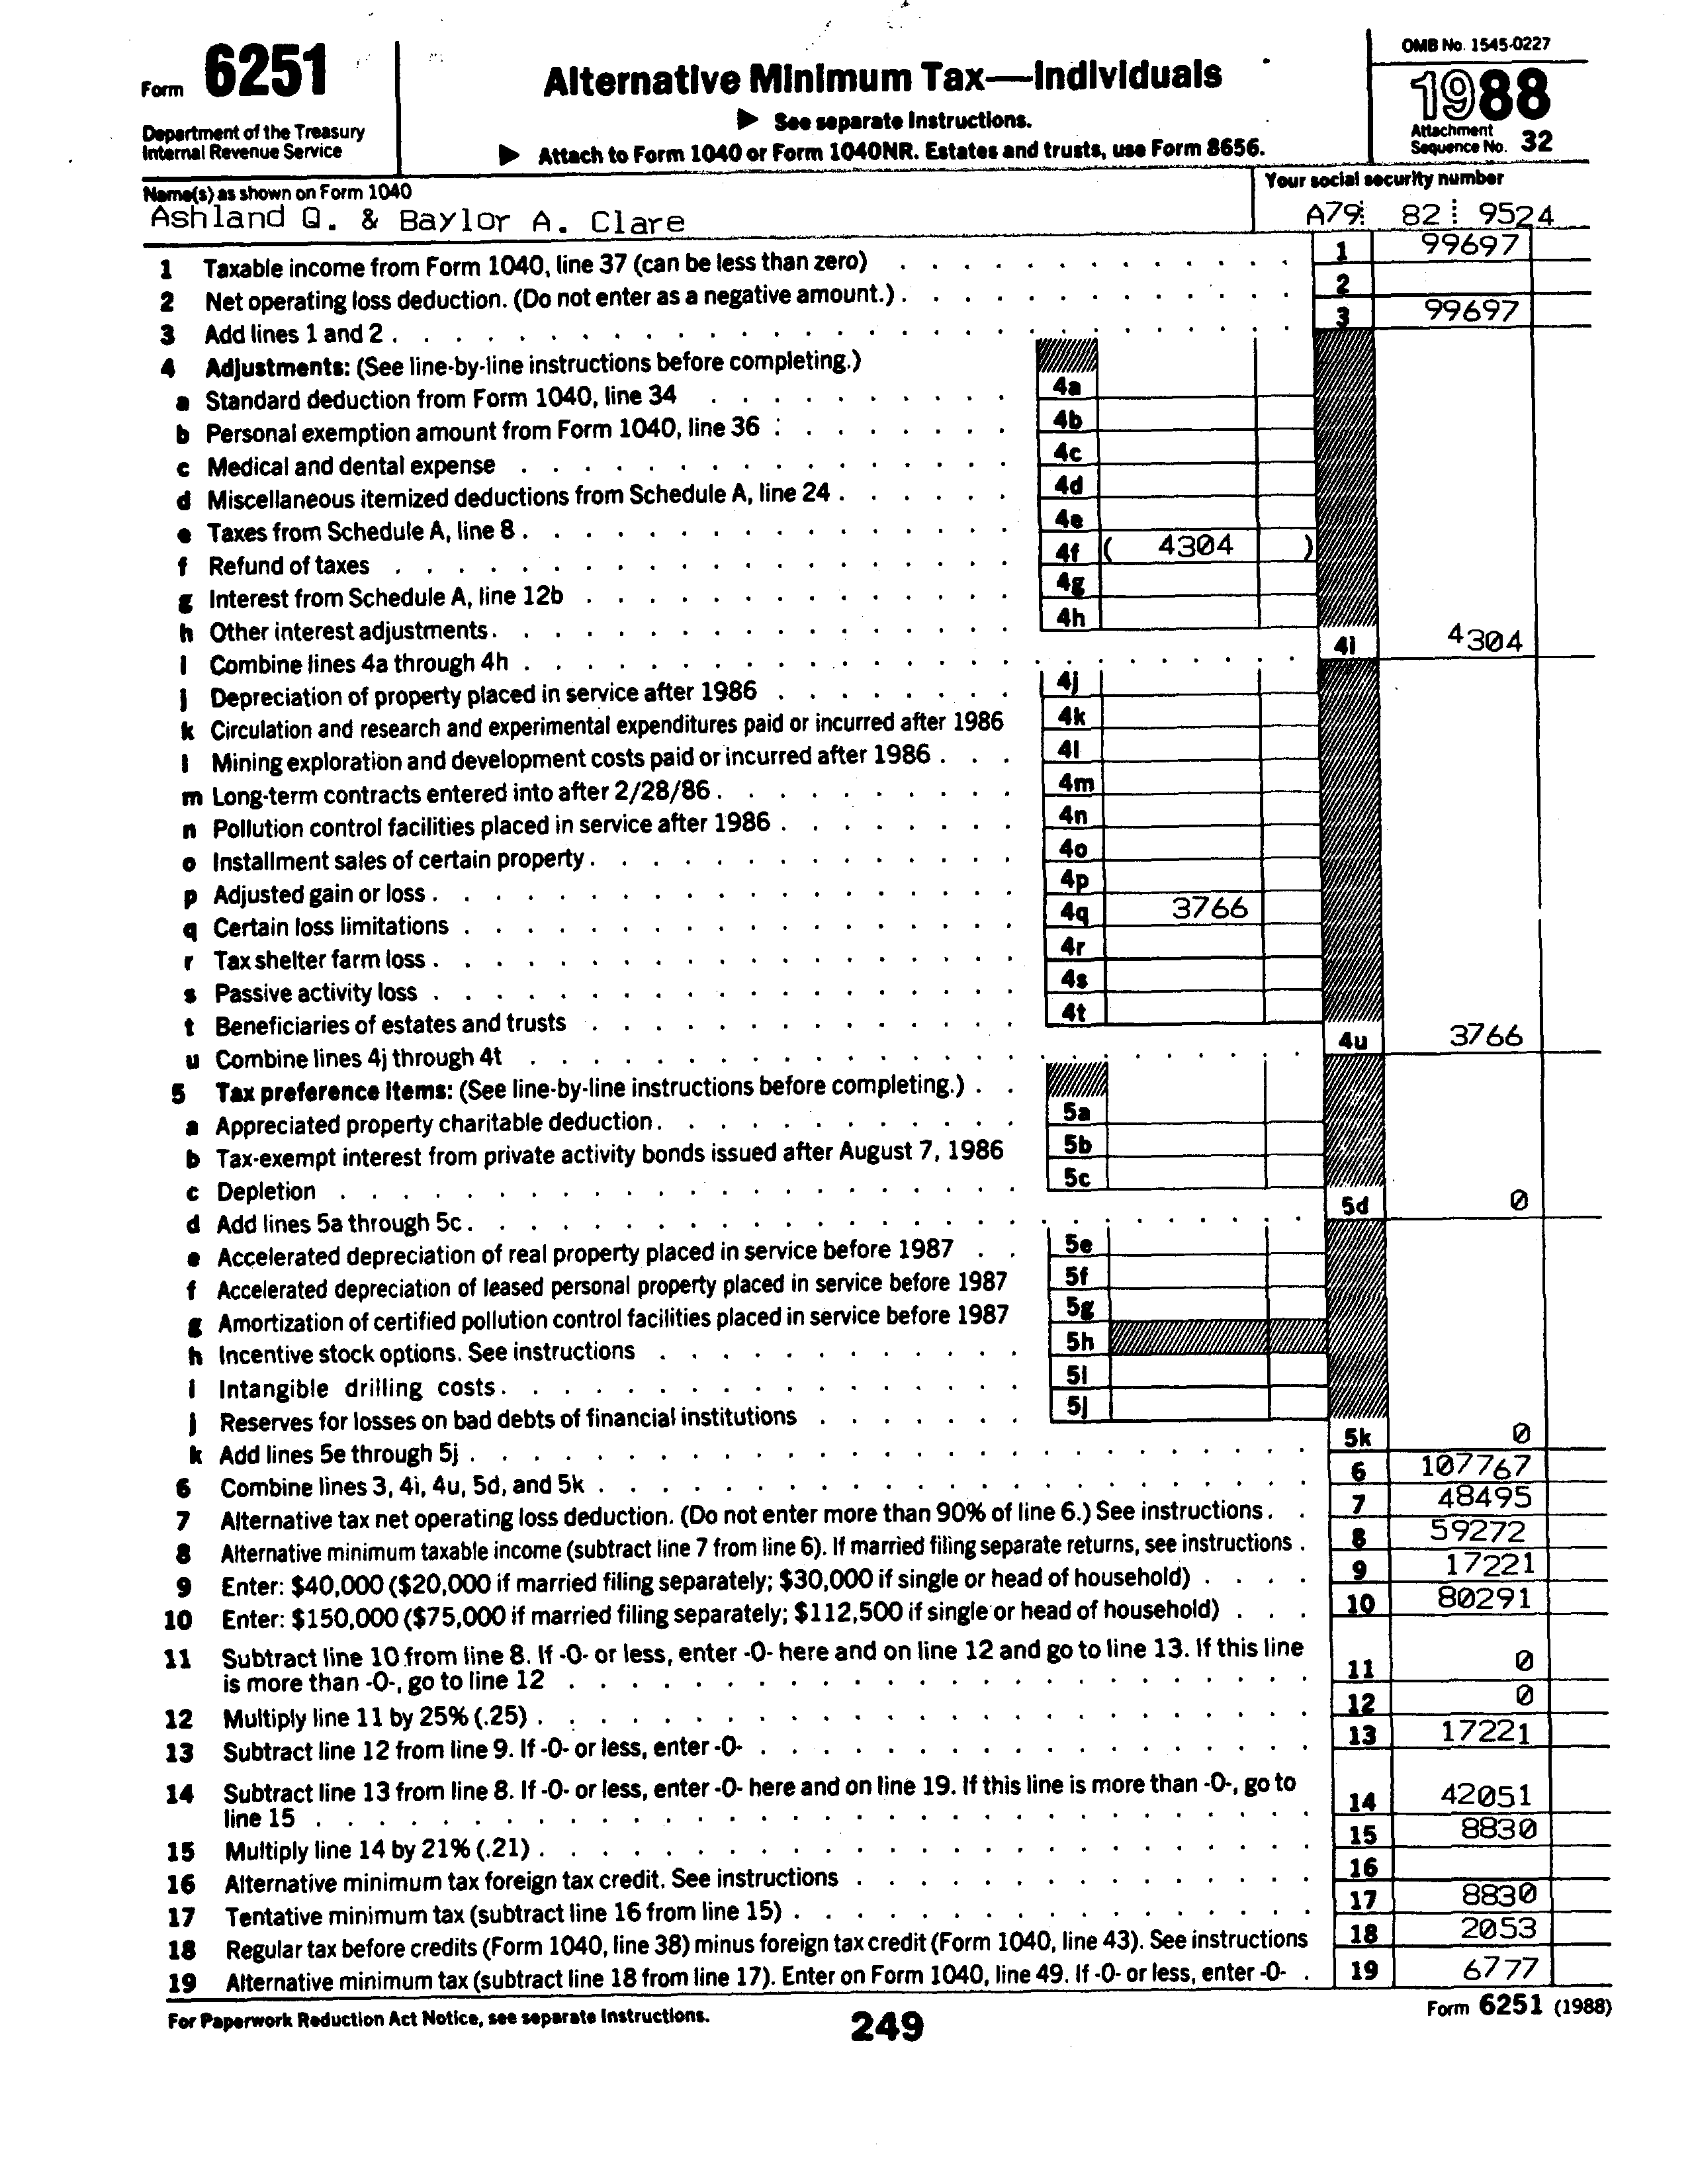 Form 6251
Department of the Treasury
Internal Revenue Service
Alternative Minimum Tax—Individuals
▶ See separate Instructions.
▶ Attach to Form 1040 or Form 1040NR. Estates and trusts, use Form 8656.
OMB No. 1545-0227
1988
Attachment
Sequence No. 32
Name(s) as shown on Form 1040
Ashland Q. & Baylor A. Clare
Your social security number
A79 82 9524
1 Taxable income from Form 1040, line 37 (can be less than zero) 1 99697
2 Net operating loss deduction. (Do not enter as a negative amount.) 2
3 Add lines 1 and 2 3 99697
4 Adjustments: (See line-by-line instructions before completing.)
a Standard deduction from Form 1040, line 34 4a
b Personal exemption amount from Form 1040, line 36 4b
c Medical and dental expense 4c
d Miscellaneous itemized deductions from Schedule A, line 24 4d
e Taxes from Schedule A, line 8 4e
f Refund of taxes 4f ( 4304 )
g Interest from Schedule A, line 12b 4g
h Other interest adjustments 4h
i Combine lines 4a through 4h 4i 4304
j Depreciation of property placed in service after 1986 4j
k Circulation and research and experimental expenditures paid or incurred after 1986 4k
l Mining exploration and development costs paid or incurred after 1986 4l
m Long-term contracts entered into after 2/28/86 4m
n Pollution control facilities placed in service after 1986 4n
o Installment sales of certain property 4o
p Adjusted gain or loss 4p
q Certain loss limitations 4q 3766
r Tax shelter farm loss 4r
s Passive activity loss 4s
t Beneficiaries of estates and trusts 4t
u Combine lines 4j through 4t 4u 3766
5 Tax preference items: (See line-by-line instructions before completing.)
a Appreciated property charitable deduction 5a
b Tax-exempt interest from private activity bonds issued after August 7, 1986 5b
c Depletion 5c
d Add lines 5a through 5c 5d 0
e Accelerated depreciation of real property placed in service before 1987 5e
f Accelerated depreciation of leased personal property placed in service before 1987 5f
g Amortization of certified pollution control facilities placed in service before 1987 5g
h Incentive stock options. See instructions 5h
i Intangible drilling costs 5i
j Reserves for losses on bad debts of financial institutions 5j
k Add lines 5e through 5j 5k 0
6 Combine lines 3, 4i, 4u, 5d, and 5k 6 107767
7 Alternative tax net operating loss deduction. (Do not enter more than 90% of line 6.) See instructions 7 48495
8 Alternative minimum taxable income (subtract line 7 from line 6). If married filing separate returns, see instructions 8 59272
9 Enter: $40,000 ($20,000 if married filing separately; $30,000 if single or head of household) 9 17221
10 Enter: $150,000 ($75,000 if married filing separately; $112,500 if single or head of household) 10 80291
11 Subtract line 10 from line 8. If -0- or less, enter -0- here and on line 12 and go to line 13. If this line
is more than -0-, go to line 12 11 0
12 Multiply line 11 by 25% (.25) 12 0
13 Subtract line 12 from line 9. If -0- or less, enter -0- 13 17221
14 Subtract line 13 from line 8. If -0- or less, enter -0- here and on line 19. If this line is more than -0-, go to
line 15 14 42051
15 Multiply line 14 by 21% (.21) 15 8830
16 Alternative minimum tax foreign tax credit. See instructions 16
17 Tentative minimum tax (subtract line 16 from line 15) 17 8830
18 Regular tax before credits (Form 1040, line 38) minus foreign tax credit (Form 1040, line 43). See instructions 18 2053
19 Alternative minimum tax (subtract line 18 from line 17). Enter on Form 1040, line 49. If -0- or less, enter -0- 19 6777
For Paperwork Reduction Act Notice, see separate Instructions.
249
Form 6251 (1988)